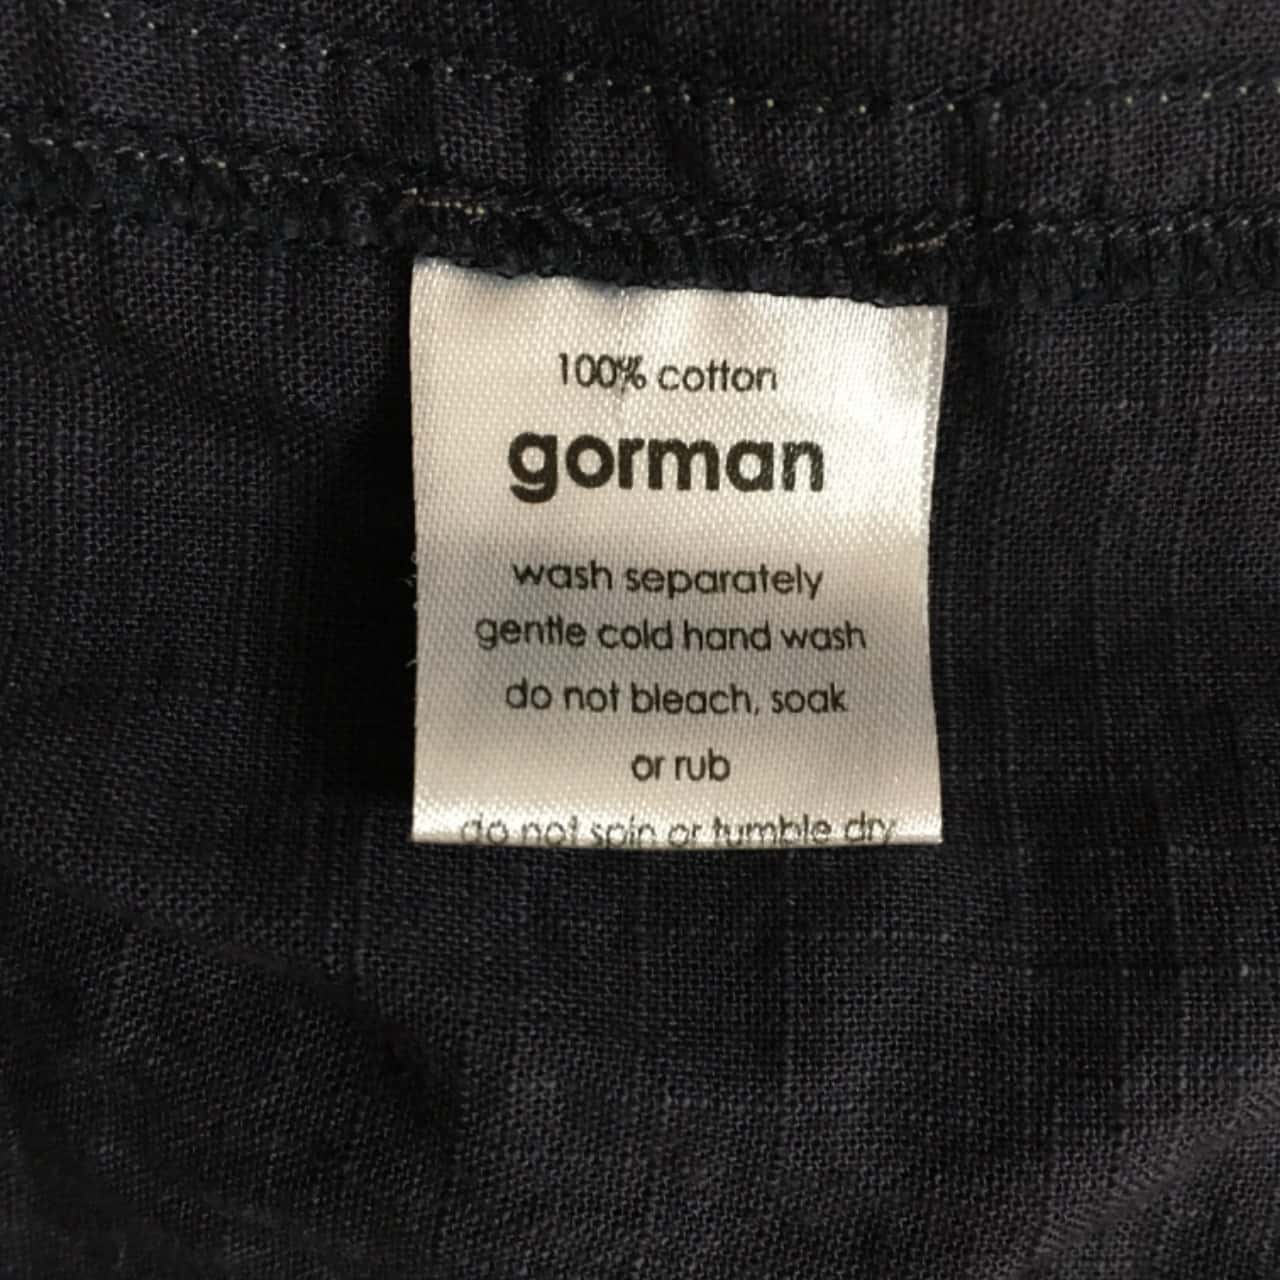 100% cotton
gorman
wash separately
gentle cold hand wash
do not bleach, soak
or rub
do not spin or tumble dry